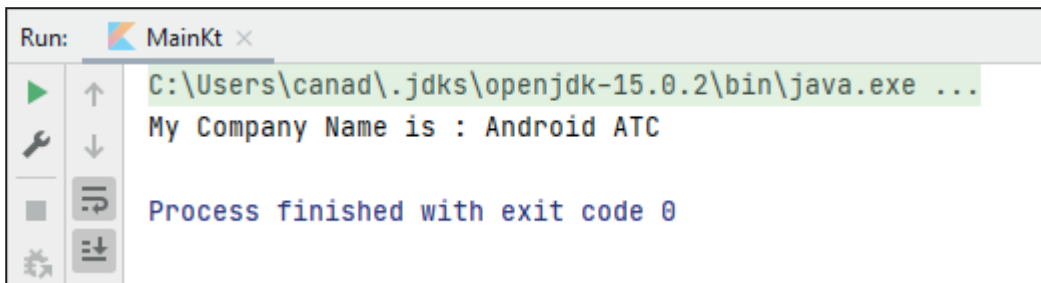 Run: MainKt
C:\Users\canad\.jdks\openjdk-15.0.2\bin\java.exe ...
My Company Name is : Android ATC
Process finished with exit code 0